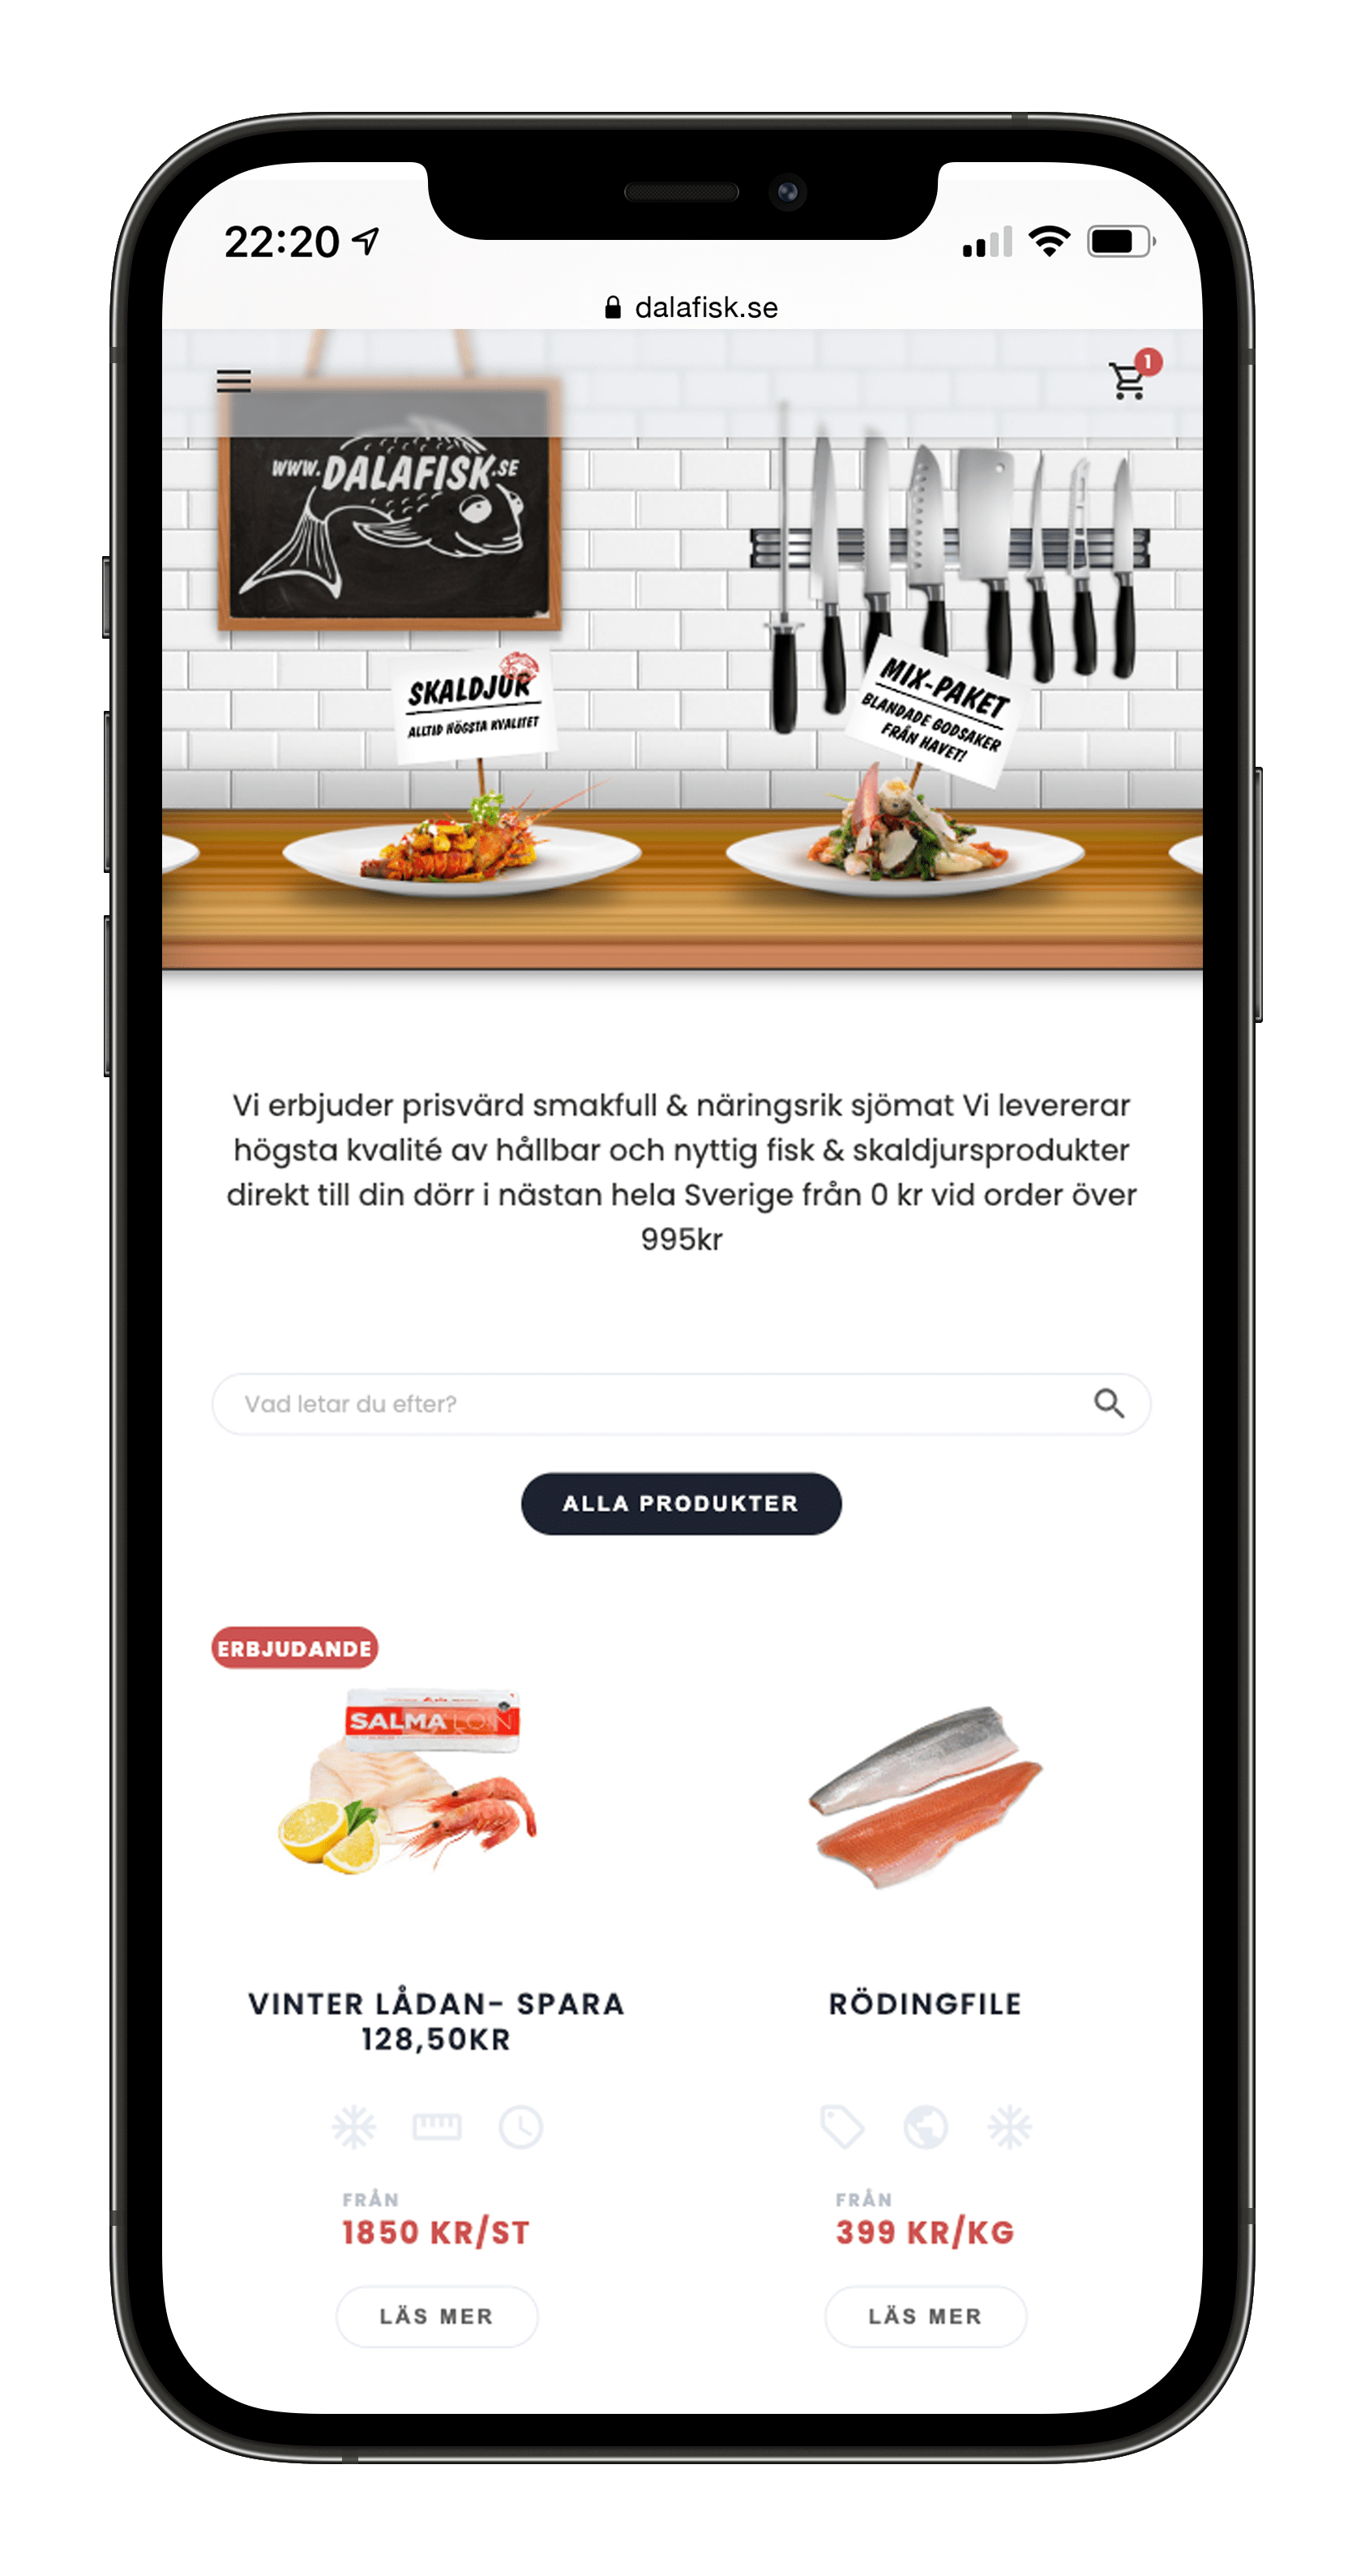 22:20
dalafisk.se
1
www.DALAFISK.SE
SKALDJUR
ALLTID HÖGSTA KVALITET
MIX-PAKET
BLANDADE GODSAKER
FRÅN HAVET!
Vi erbjuder prisvärd smakfull & näringsrik sjömat Vi levererar
högsta kvalité av hållbar och nyttig fisk & skaldjursprodukter
direkt till din dörr i nästan hela Sverige från 0 kr vid order över
995kr
Vad letar du efter?
ALLA PRODUKTER
ERBJUDANDE
SALMA LOIN
VINTER LÅDAN- SPARA
128,50KR
RÖDINGFILE
FRÅN
1850 KR/ST
FRÅN
399 KR/KG
LÄS MER
LÄS MER